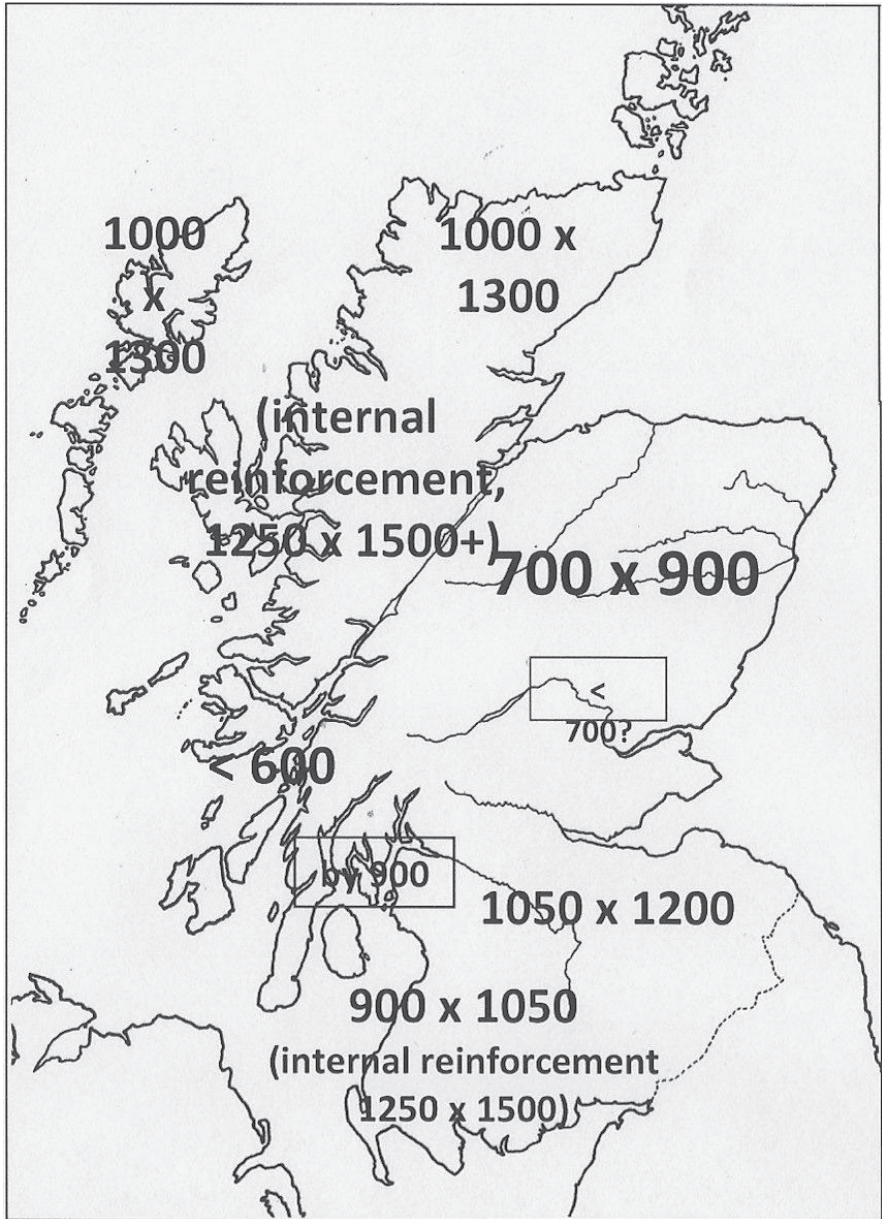 1000
x
1300
1000 x
1300
(internal
reinforcement,
1250 x 1500+)
700 x 900
<
700?
< 600
by 900
1050 x 1200
900 x 1050
(internal reinforcement
1250 x 1500)